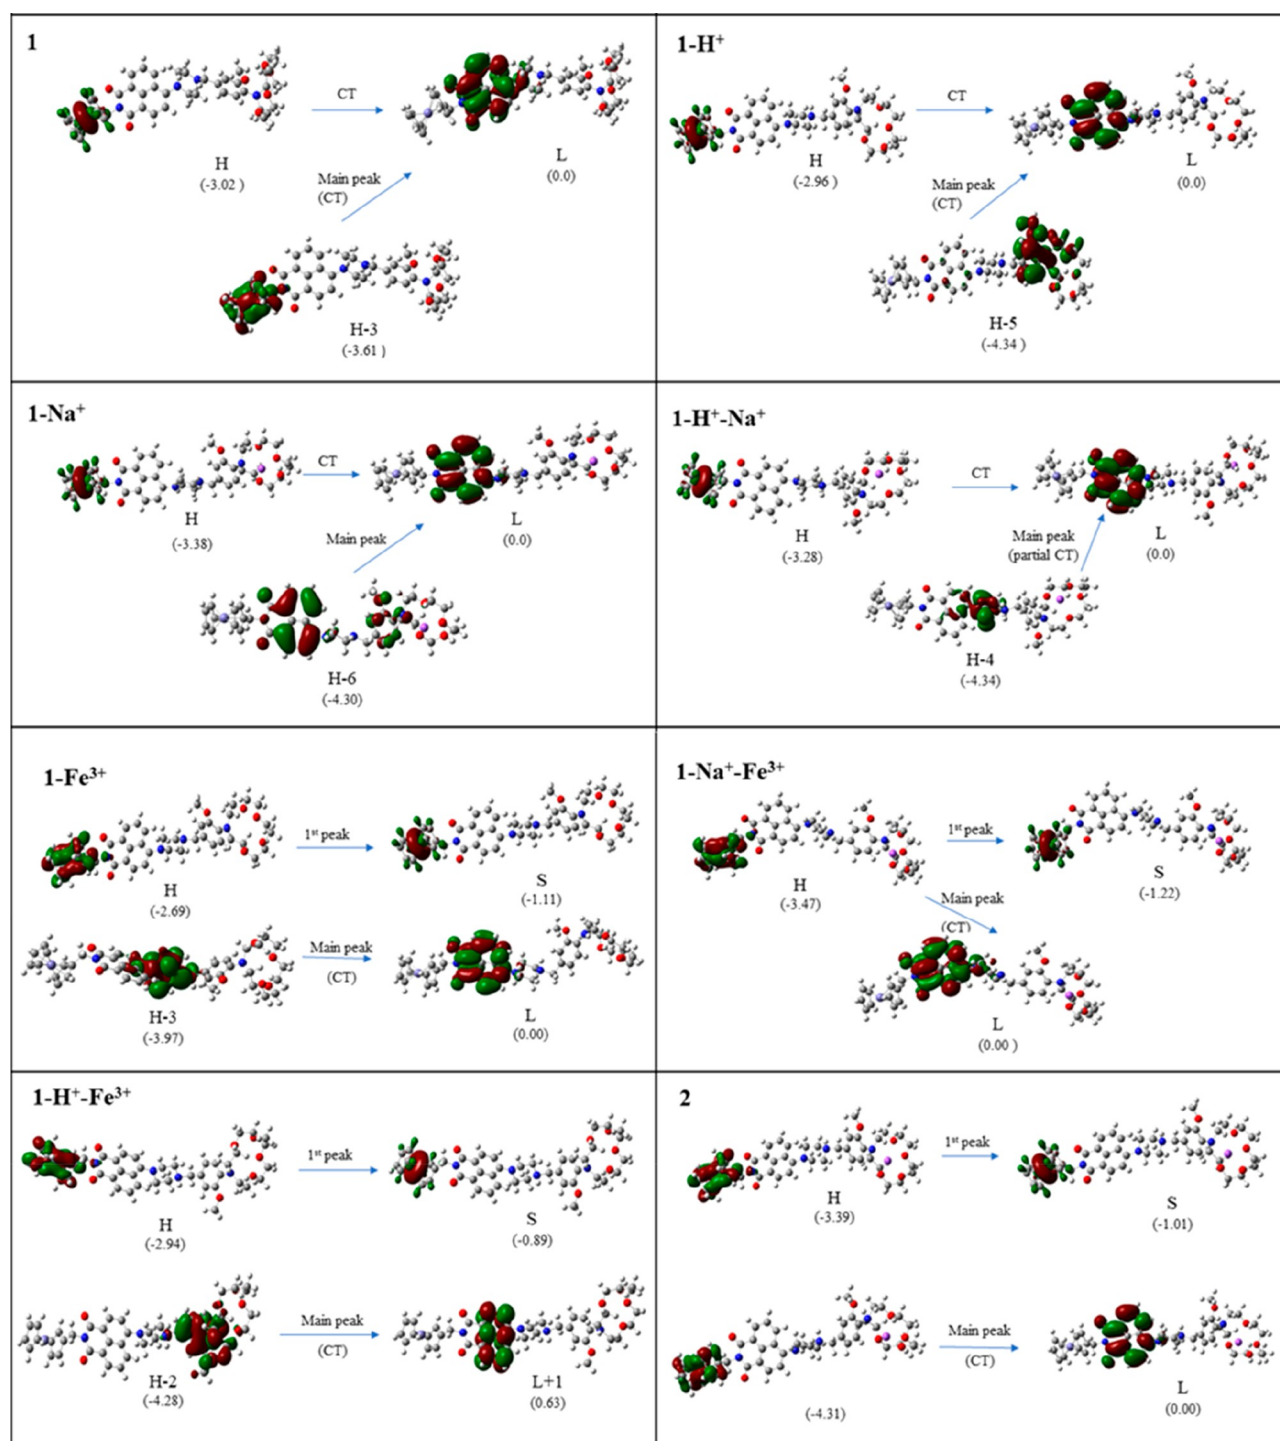 1
CT
H
(-3.02 )
L
(0.0)
Main peak
(CT)
H-3
(-3.61 )
1-H⁺
CT
H
(-2.96 )
L
(0.0)
Main peak
(CT)
H-5
(-4.34 )
1-Na⁺
CT
H
(-3.38)
L
(0.0)
Main peak
H-6
(-4.30)
1-H⁺-Na⁺
CT
H
(-3.28)
L
(0.0)
Main peak
(partial CT)
H-4
(-4.34)
1-Fe³⁺
1ˢᵗ peak
H
(-2.69)
S
(-1.11)
Main peak
(CT)
H-3
(-3.97)
L
(0.00)
1-Na⁺-Fe³⁺
1ˢᵗ peak
H
(-3.47)
S
(-1.22)
Main peak
(CT)
L
(0.00 )
1-H⁺-Fe³⁺
1ˢᵗ peak
H
(-2.94)
S
(-0.89)
Main peak
(CT)
H-2
(-4.28)
L+1
(0.63)
2
1ˢᵗ peak
H
(-3.39)
S
(-1.01)
Main peak
(CT)
(-4.31)
L
(0.00)